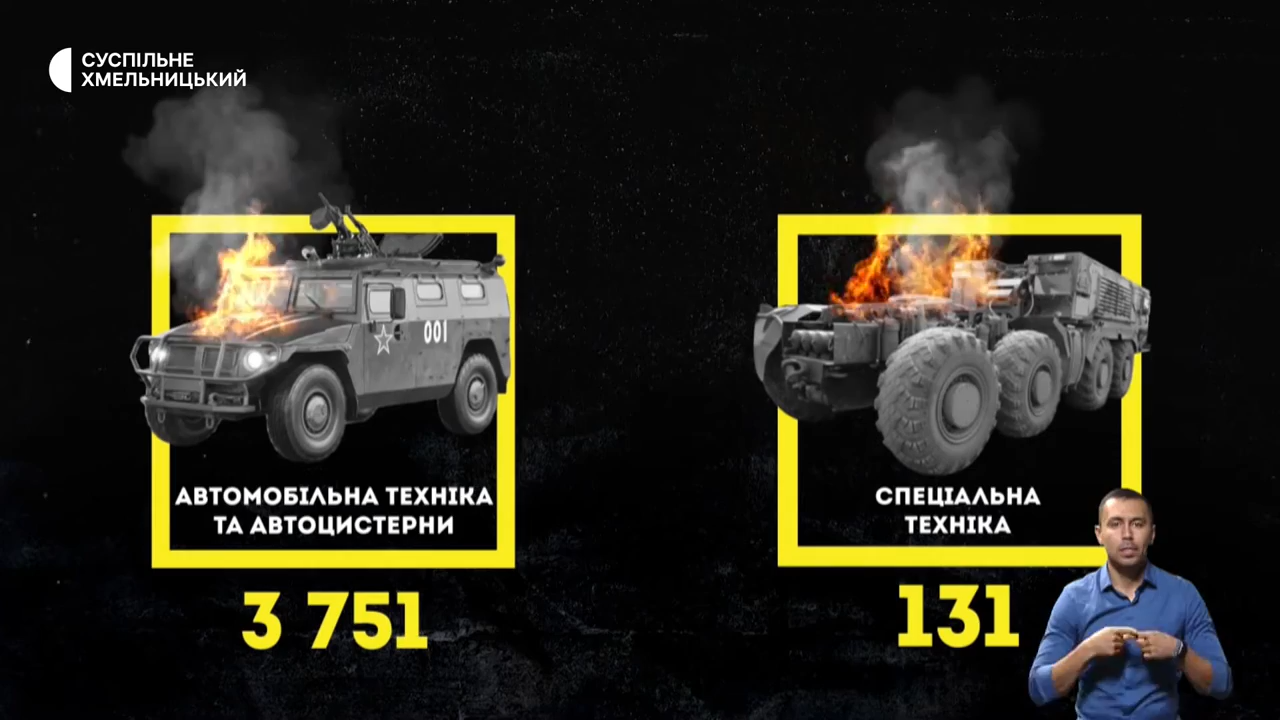 СУСПІЛЬНЕ
ХМЕЛЬНИЦЬКИЙ
001
АВТОМОБІЛЬНА ТЕХНІКА
ТА АВТОЦИСТЕРНИ
3 751
СПЕЦІАЛЬНА
ТЕХНІКА
131